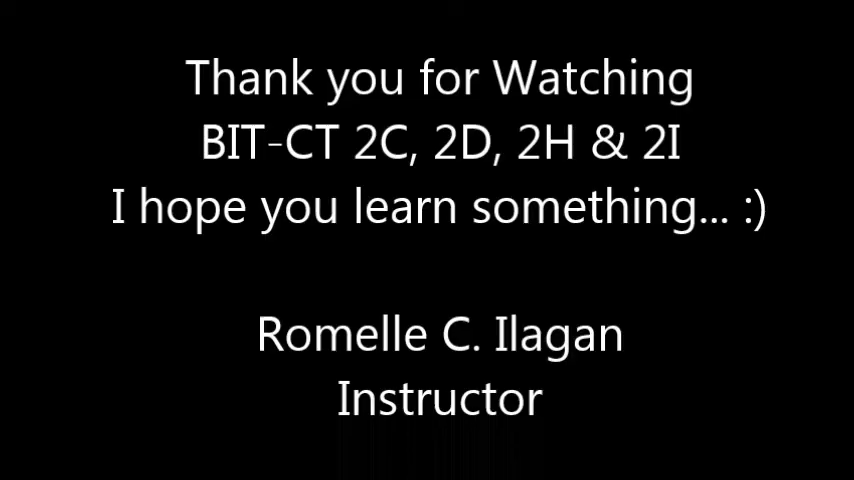 Thank you for Watching
BIT-CT 2C, 2D, 2H & 2I
I hope you learn something... :)
Romelle C. Ilagan
Instructor